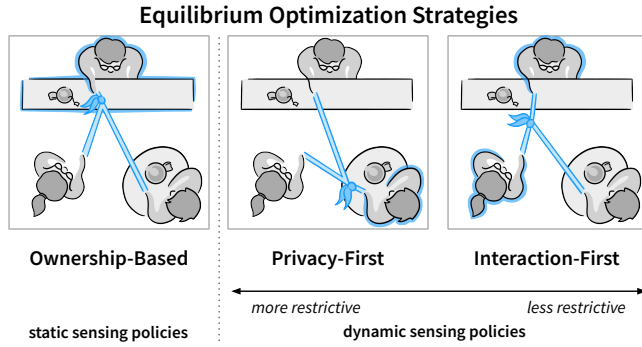 Equilibrium Optimization Strategies
Ownership-Based
Privacy-First
Interaction-First
more restrictive
less restrictive
static sensing policies
dynamic sensing policies